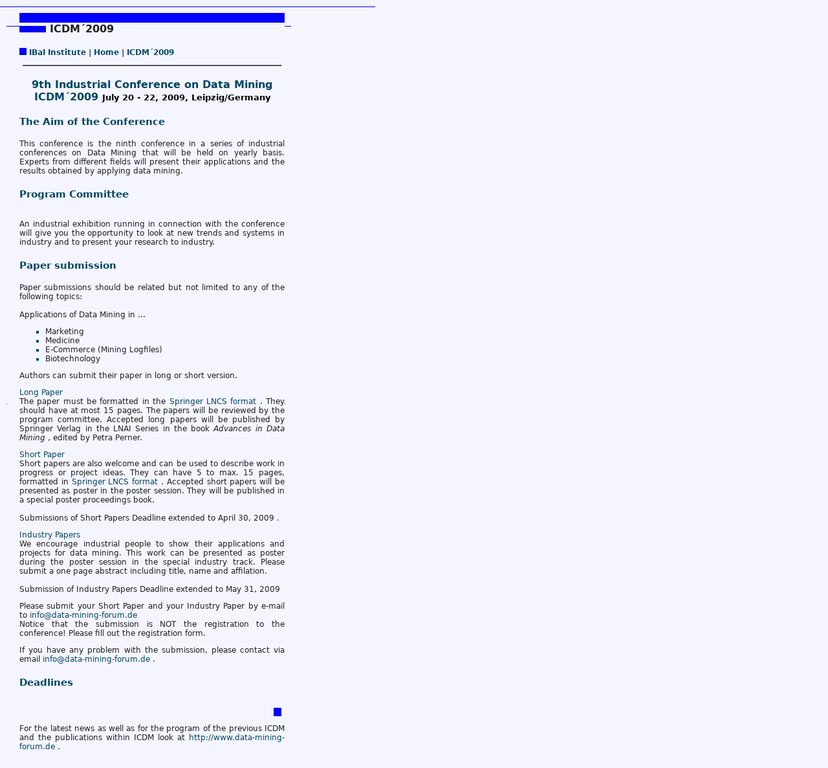 ICDM´2009
IBaI Institute | Home | ICDM´2009
9th Industrial Conference on Data Mining
ICDM´2009 July 20 - 22, 2009, Leipzig/Germany
The Aim of the Conference
This conference is the ninth conference in a series of industrial
conferences on Data Mining that will be held on yearly basis.
Experts from different fields will present their applications and the
results obtained by applying data mining.
Program Committee
An industrial exhibition running in connection with the conference
will give you the opportunity to look at new trends and systems in
industry and to present your research to industry.
Paper submission
Paper submissions should be related but not limited to any of the
following topics:
Applications of Data Mining in ...
Marketing
Medicine
E-Commerce (Mining Logfiles)
Biotechnology
Authors can submit their paper in long or short version.
Long Paper
The paper must be formatted in the Springer LNCS format . They
should have at most 15 pages. The papers will be reviewed by the
program committee. Accepted long papers will be published by
Springer Verlag in the LNAI Series in the book Advances in Data
Mining , edited by Petra Perner.
Short Paper
Short papers are also welcome and can be used to describe work in
progress or project ideas. They can have 5 to max. 15 pages,
formatted in Springer LNCS format . Accepted short papers will be
presented as poster in the poster session. They will be published in
a special poster proceedings book.
Submissions of Short Papers Deadline extended to April 30, 2009 .
Industry Papers
We encourage industrial people to show their applications and
projects for data mining. This work can be presented as poster
during the poster session in the special industry track. Please
submit a one page abstract including title, name and affilation.
Submission of Industry Papers Deadline extended to May 31, 2009
Please submit your Short Paper and your Industry Paper by e-mail
to info@data-mining-forum.de
Notice that the submission is NOT the registration to the
conference! Please fill out the registration form.
If you have any problem with the submission, please contact via
email info@data-mining-forum.de .
Deadlines
For the latest news as well as for the program of the previous ICDM
and the publications within ICDM look at http://www.data-mining-
forum.de .